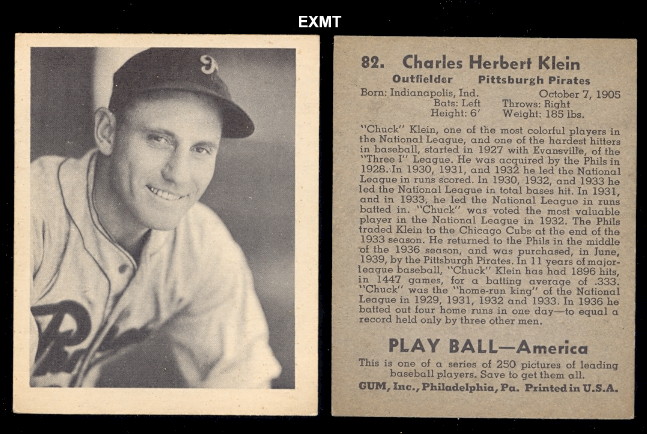 EXMT
P
82. Charles Herbert Klein
Outfielder Pittsburgh Pirates
Born: Indianapolis, Ind. October 7, 1905
Bats: Left Throws: Right
Height: 6' Weight: 185 lbs.
"Chuck" Klein, one of the most colorful players in
the National League, and one of the hardest hitters
in baseball, started in 1927 with Evansville, of the
"Three I" League. He was acquired by the Phils in
1928. In 1930, 1931, and 1932 he led the National
League in runs scored. In 1930, 1932, and 1933 he
led the National League in total bases hit. In 1931,
and in 1933, he led the National League in runs
batted in. "Chuck" was voted the most valuable
player in the National League in 1932. The Phils
traded Klein to the Chicago Cubs at the end of the
1933 season. He returned to the Phils in the middle
of the 1936 season, and was purchased, in June,
1939, by the Pittsburgh Pirates. In 11 years of major-
league baseball, "Chuck" Klein has had 1896 hits,
in 1447 games, for a batting average of .333.
"Chuck" was the "home-run king" of the National
League in 1929, 1931, 1932 and 1933. In 1936 he
batted out four home runs in one day—to equal a
record held only by three other men.
PLAY BALL—America
This is one of a series of 250 pictures of leading
baseball players. Save to get them all.
GUM, Inc., Philadelphia, Pa. Printed in U.S.A.